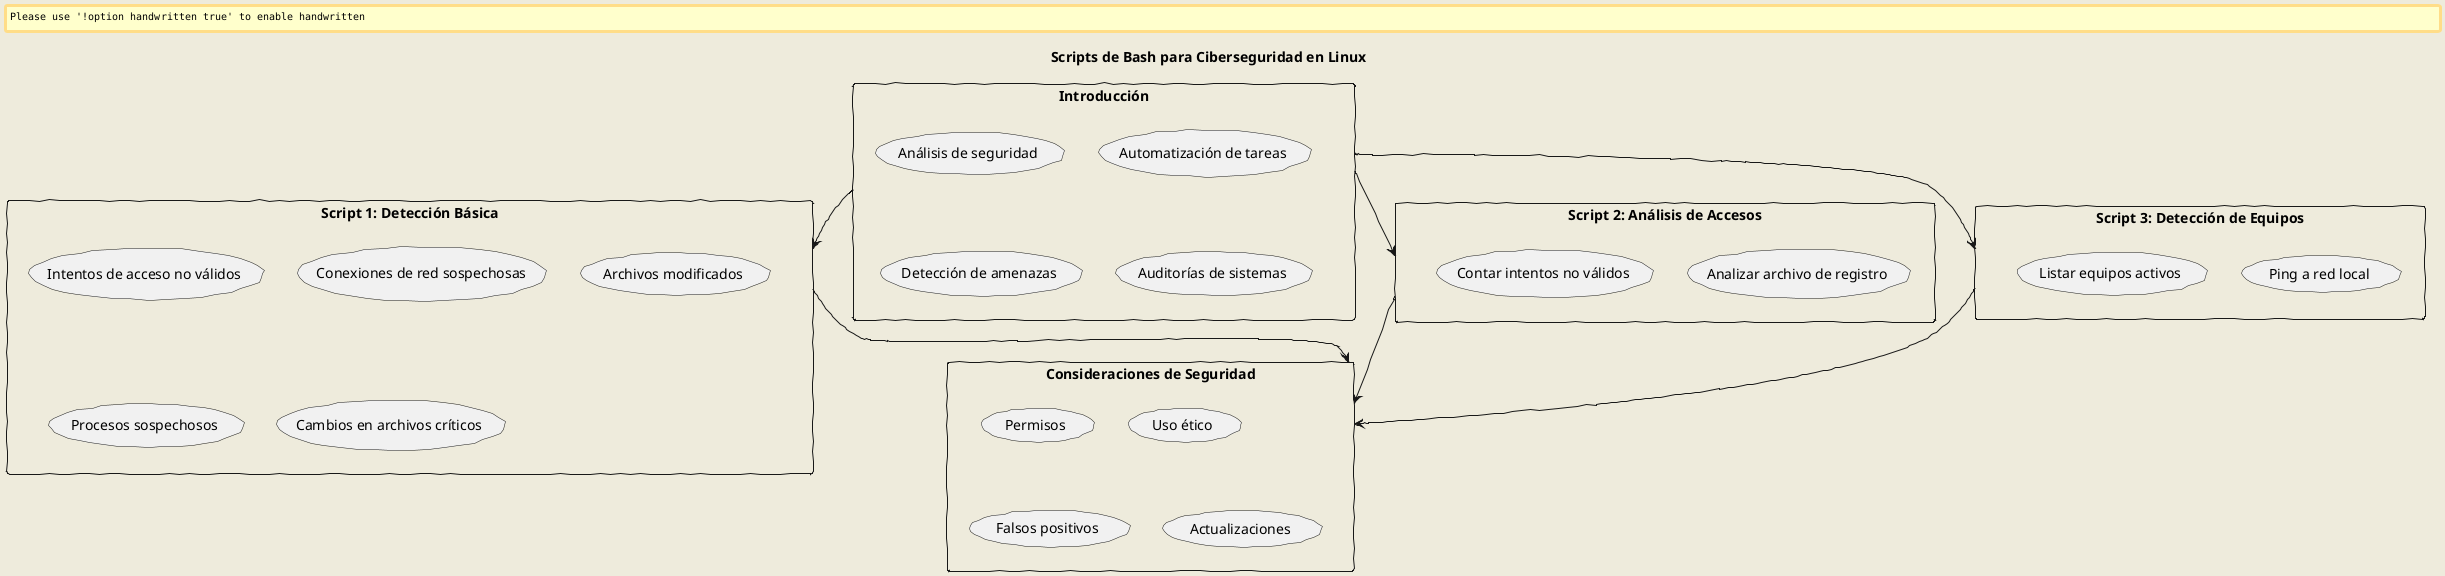 Please use '!option handwritten true' to enable handwritten
Scripts de Bash para Ciberseguridad en Linux
Introducción
Análisis de seguridad
Automatización de tareas
Detección de amenazas
Auditorías de sistemas
Script 1: Detección Básica
Intentos de acceso no válidos
Conexiones de red sospechosas
Archivos modificados
Procesos sospechosos
Cambios en archivos críticos
Script 2: Análisis de Accesos
Contar intentos no válidos
Analizar archivo de registro
Script 3: Detección de Equipos
Listar equipos activos
Ping a red local
Consideraciones de Seguridad
Permisos
Uso ético
Falsos positivos
Actualizaciones